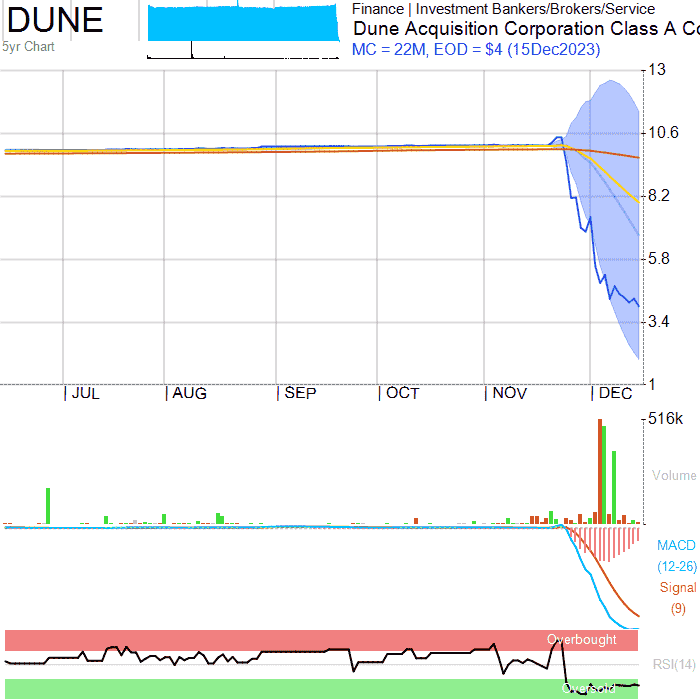 DUNE
5yr Chart
Finance | Investment Bankers/Brokers/Service
Dune Acquisition Corporation Class A Co
MC = 22M, EOD = $4 (15Dec2023)
13
10.6
8.2
5.8
3.4
1
JUL AUG SEP OCT NOV DEC
516k
Volume
MACD
(12-26)
Signal
(9)
Overbought
RSI(14)
Oversold